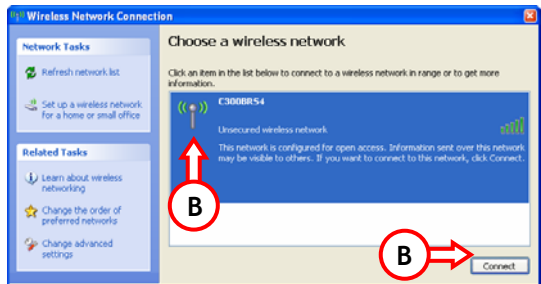 Wireless Network Connection
Network Tasks
Refresh network list
Set up a wireless network
for a home or small office
Related Tasks
Learn about wireless
networking
Change the order of
preferred networks
Change advanced
settings
Choose a wireless network
Click an item in the list below to connect to a wireless network in range or to get more
information.
C300BRS4
Unsecured wireless network
This network is configured for open access. Information sent over this network
may be visible to others. If you want to connect to this network, click Connect.
B
B
Connect